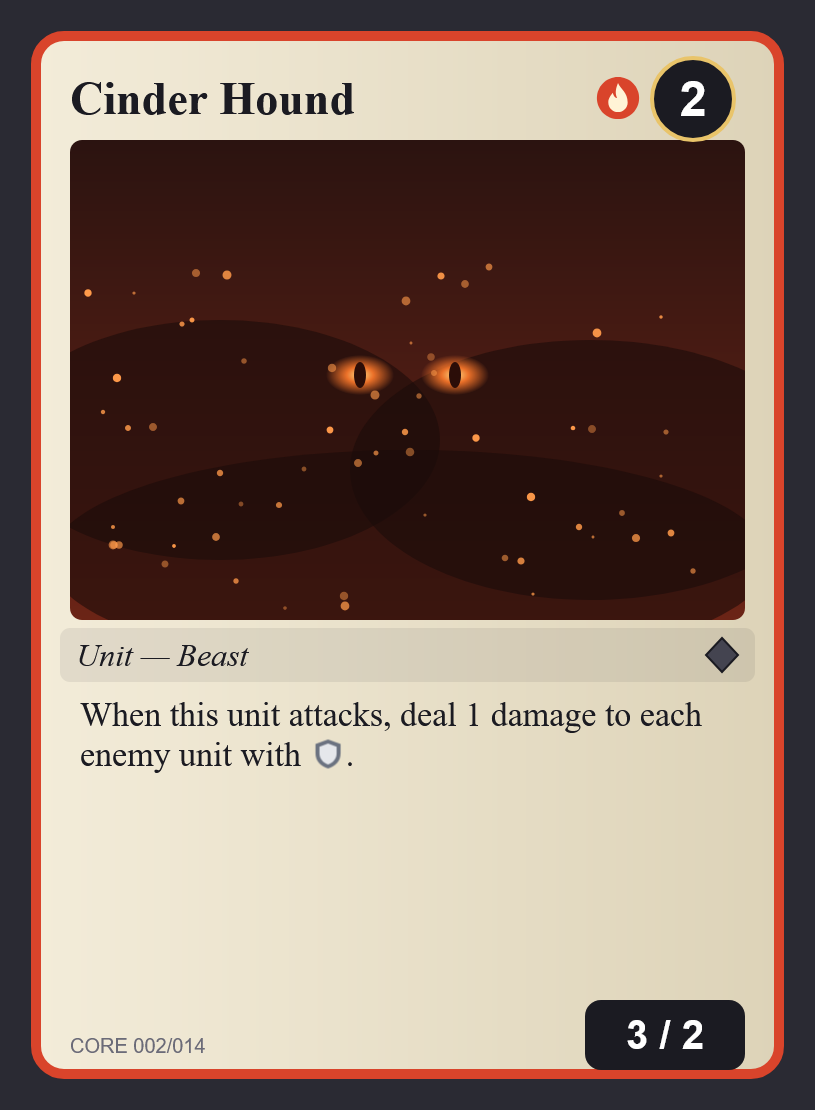 Cinder Hound
2
Unit — Beast
When this unit attacks, deal 1 damage to each
enemy unit with .
CORE 002/014
3 / 2